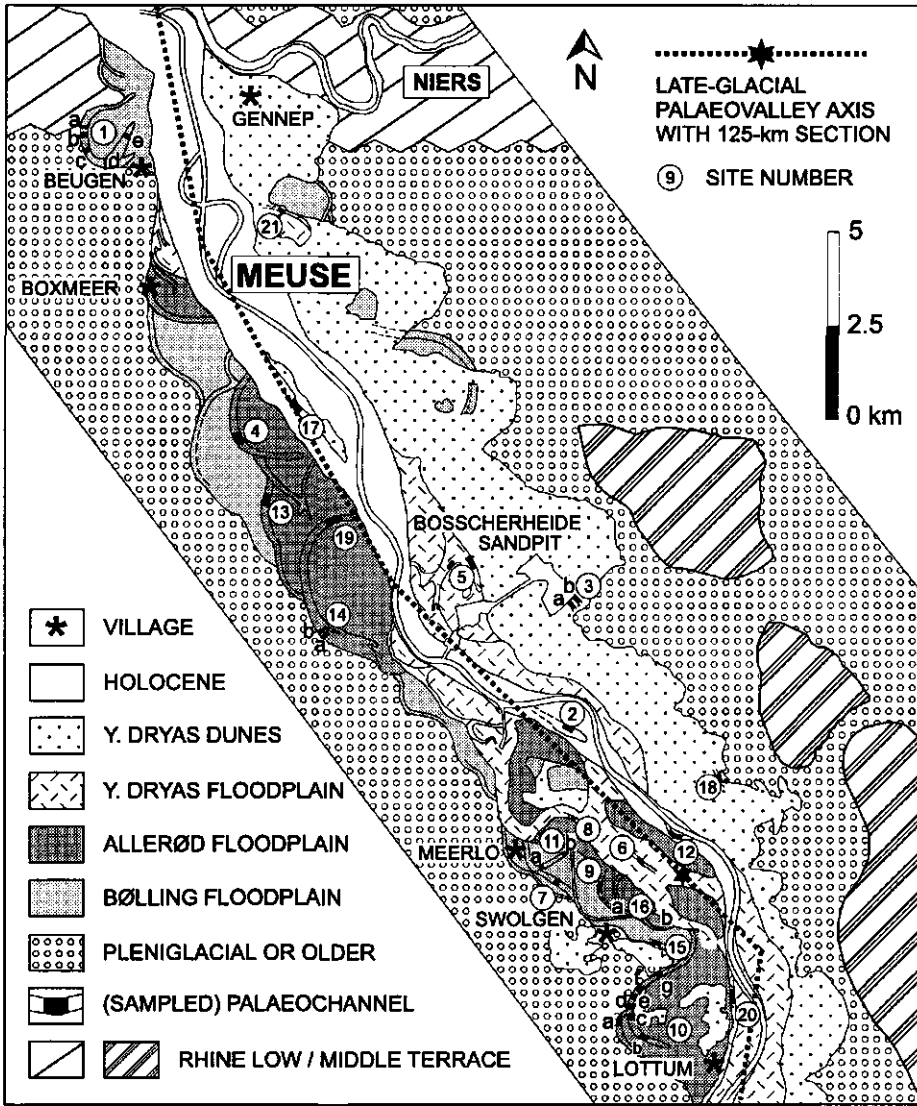 NIERS
GENNEP
N
LATE-GLACIAL
PALAEOVALLEY AXIS
WITH 125-km SECTION
9 SITE NUMBER
a
b
1
e
c
d
BEUGEN
21
5
2.5
0 km
MEUSE
BOXMEER
4
17
13
19
BOSSCHERHEIDE
SANDPIT
5
b
a
3
14
b
a
2
18
8
11
a
b
6
12
MEERLO
9
7
a
16
b
SWOLGEN
15
g
d
e
a
c
b
10
20
LOTTUM
VILLAGE
HOLOCENE
Y. DRYAS DUNES
Y. DRYAS FLOODPLAIN
ALLERØD FLOODPLAIN
BØLLING FLOODPLAIN
PLENIGLACIAL OR OLDER
(SAMPLED) PALAEOCHANNEL
RHINE LOW / MIDDLE TERRACE